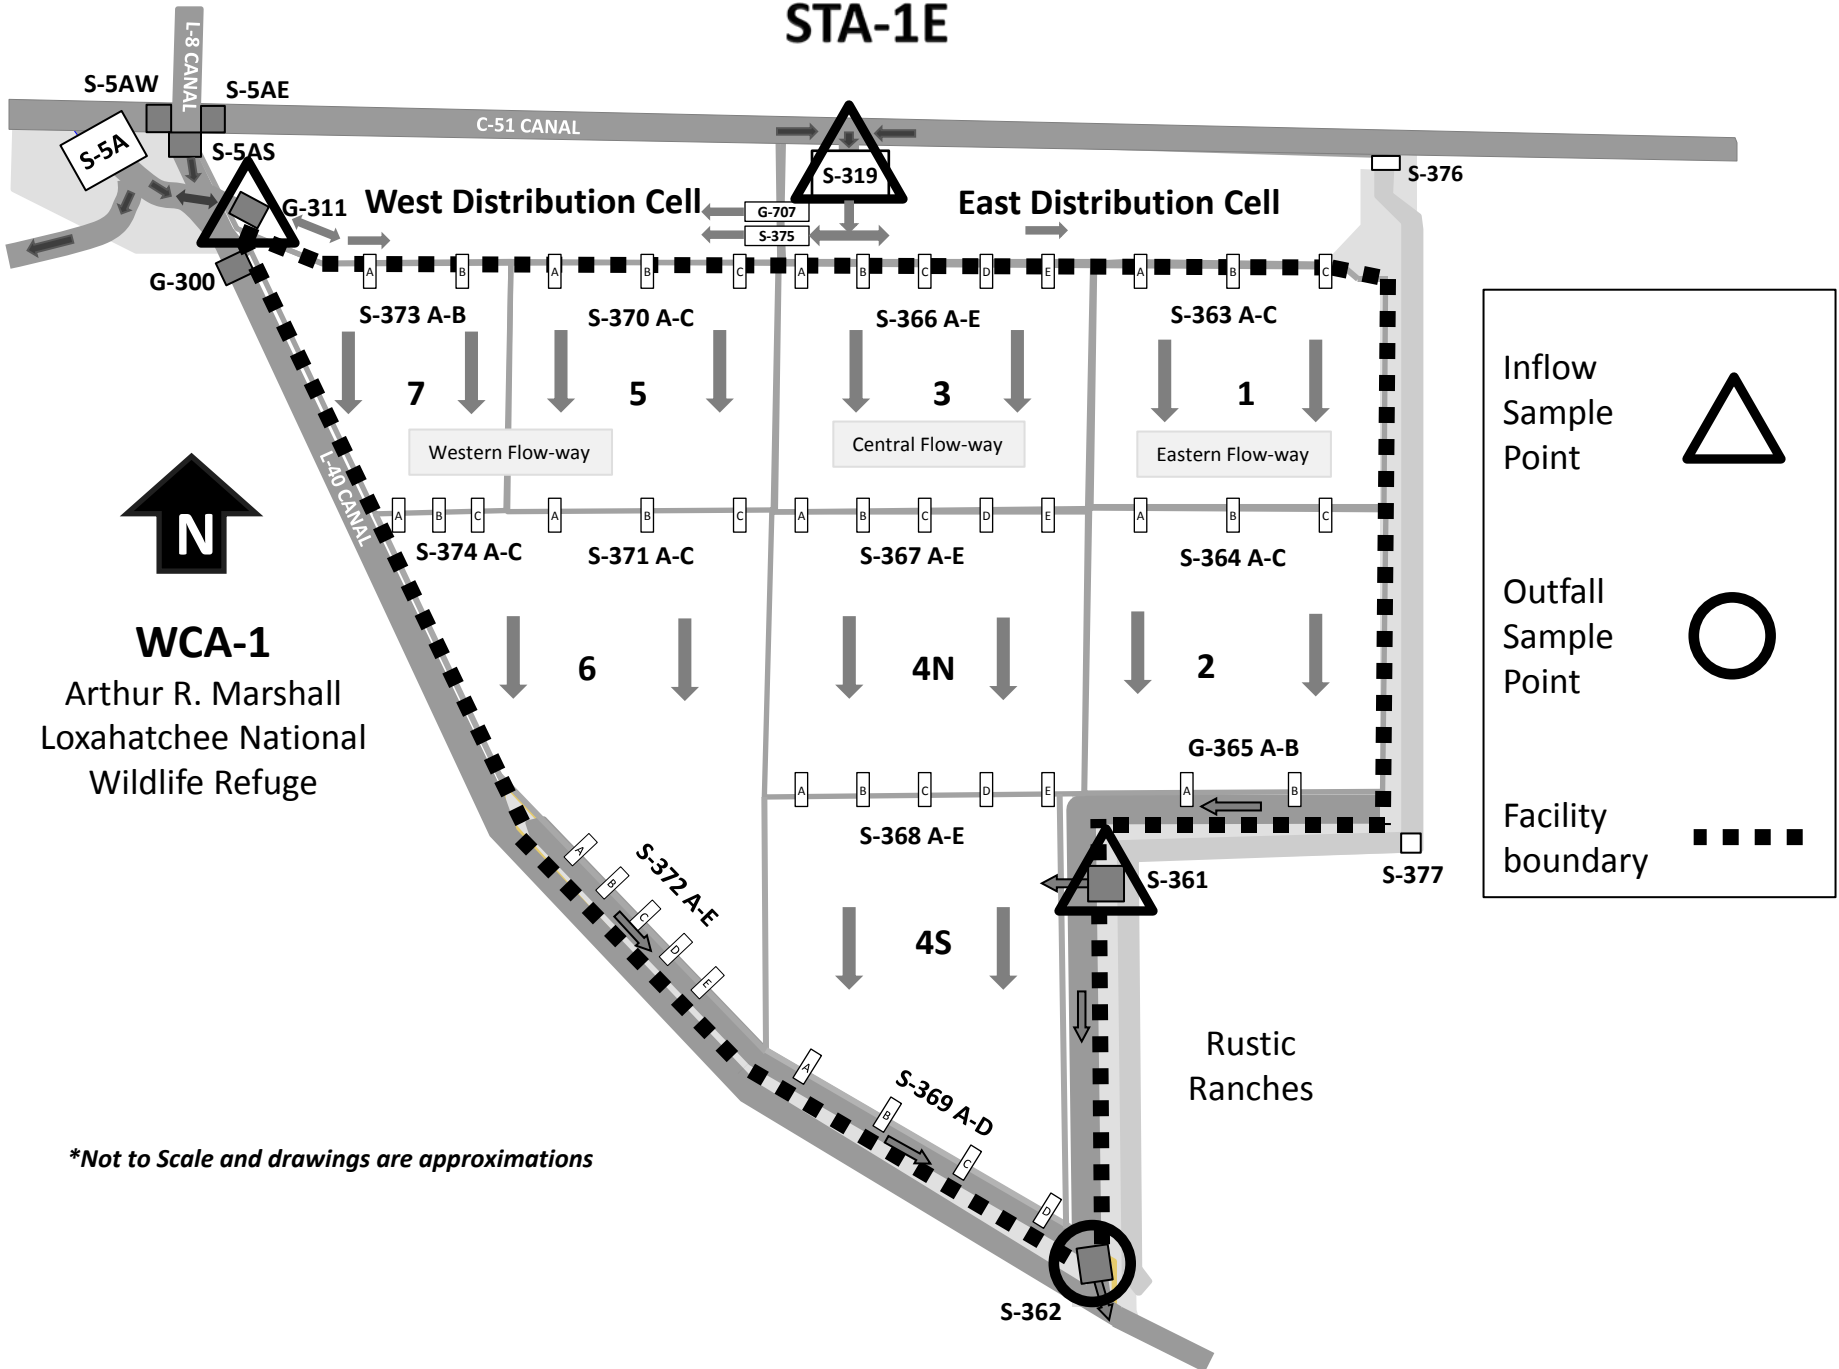 STA-1E
L-8 CANAL
S-5AW
S-5AE
C-51 CANAL
S-5A
S-5AS
S-319
S-376
G-311
West Distribution Cell
East Distribution Cell
G-707
S-375
G-300
A
B
A
B
C
A
B
C
D
E
A
B
C
S-373 A-B
S-370 A-C
S-366 A-E
S-363 A-C
7
5
3
1
Western Flow-way
Central Flow-way
Eastern Flow-way
L-40 CANAL
A
B
C
A
B
C
A
B
C
D
E
A
B
C
S-374 A-C
S-371 A-C
S-367 A-E
S-364 A-C
N
WCA-1
Arthur R. Marshall
Loxahatchee National
Wildlife Refuge
6
4N
2
G-365 A-B
A
B
C
D
E
A
B
S-368 A-E
S-361
S-377
A
B
C
D
E
S-372 A-E
4S
Rustic
Ranches
A
B
C
D
S-369 A-D
S-362
*Not to Scale and drawings are approximations
Inflow
Sample
Point
Outfall
Sample
Point
Facility
boundary